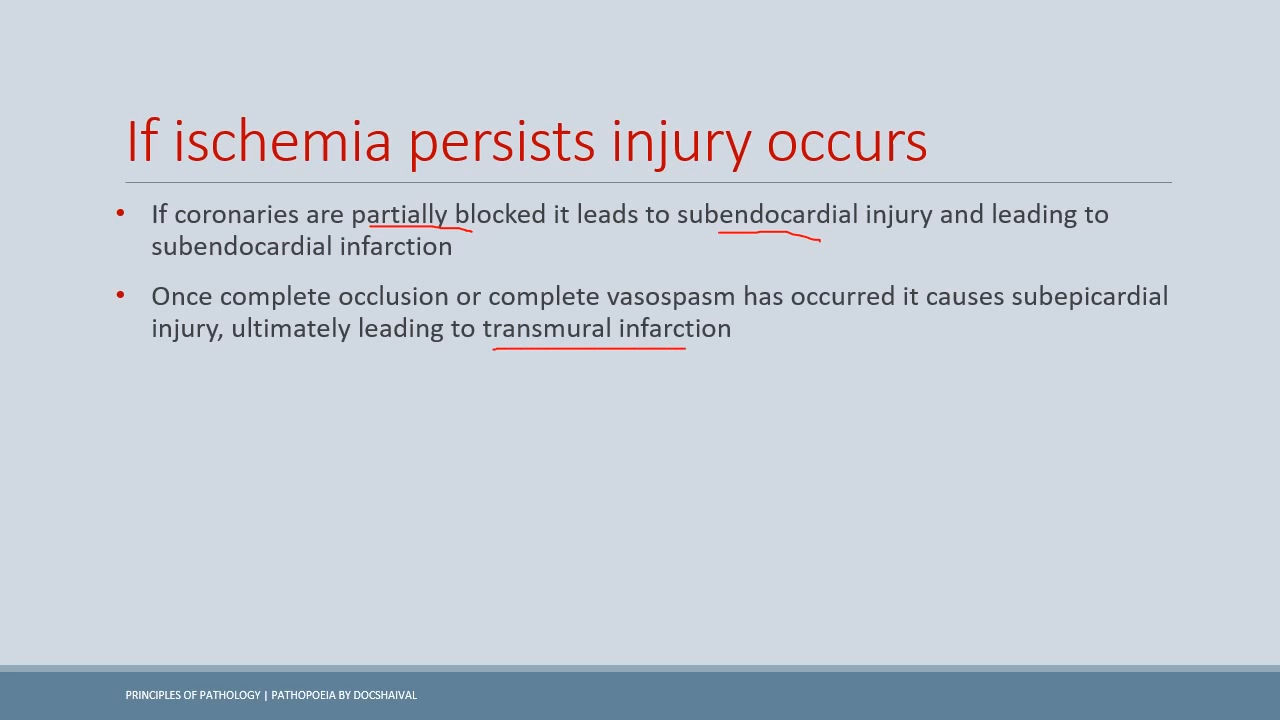 If ischemia persists injury occurs
• If coronaries are partially blocked it leads to subendocardial injury and leading to
subendocardial infarction
• Once complete occlusion or complete vasospasm has occurred it causes subepicardial
injury, ultimately leading to transmural infarction
PRINCIPLES OF PATHOLOGY | PATHOPOEIA BY DOCSHAIVAL